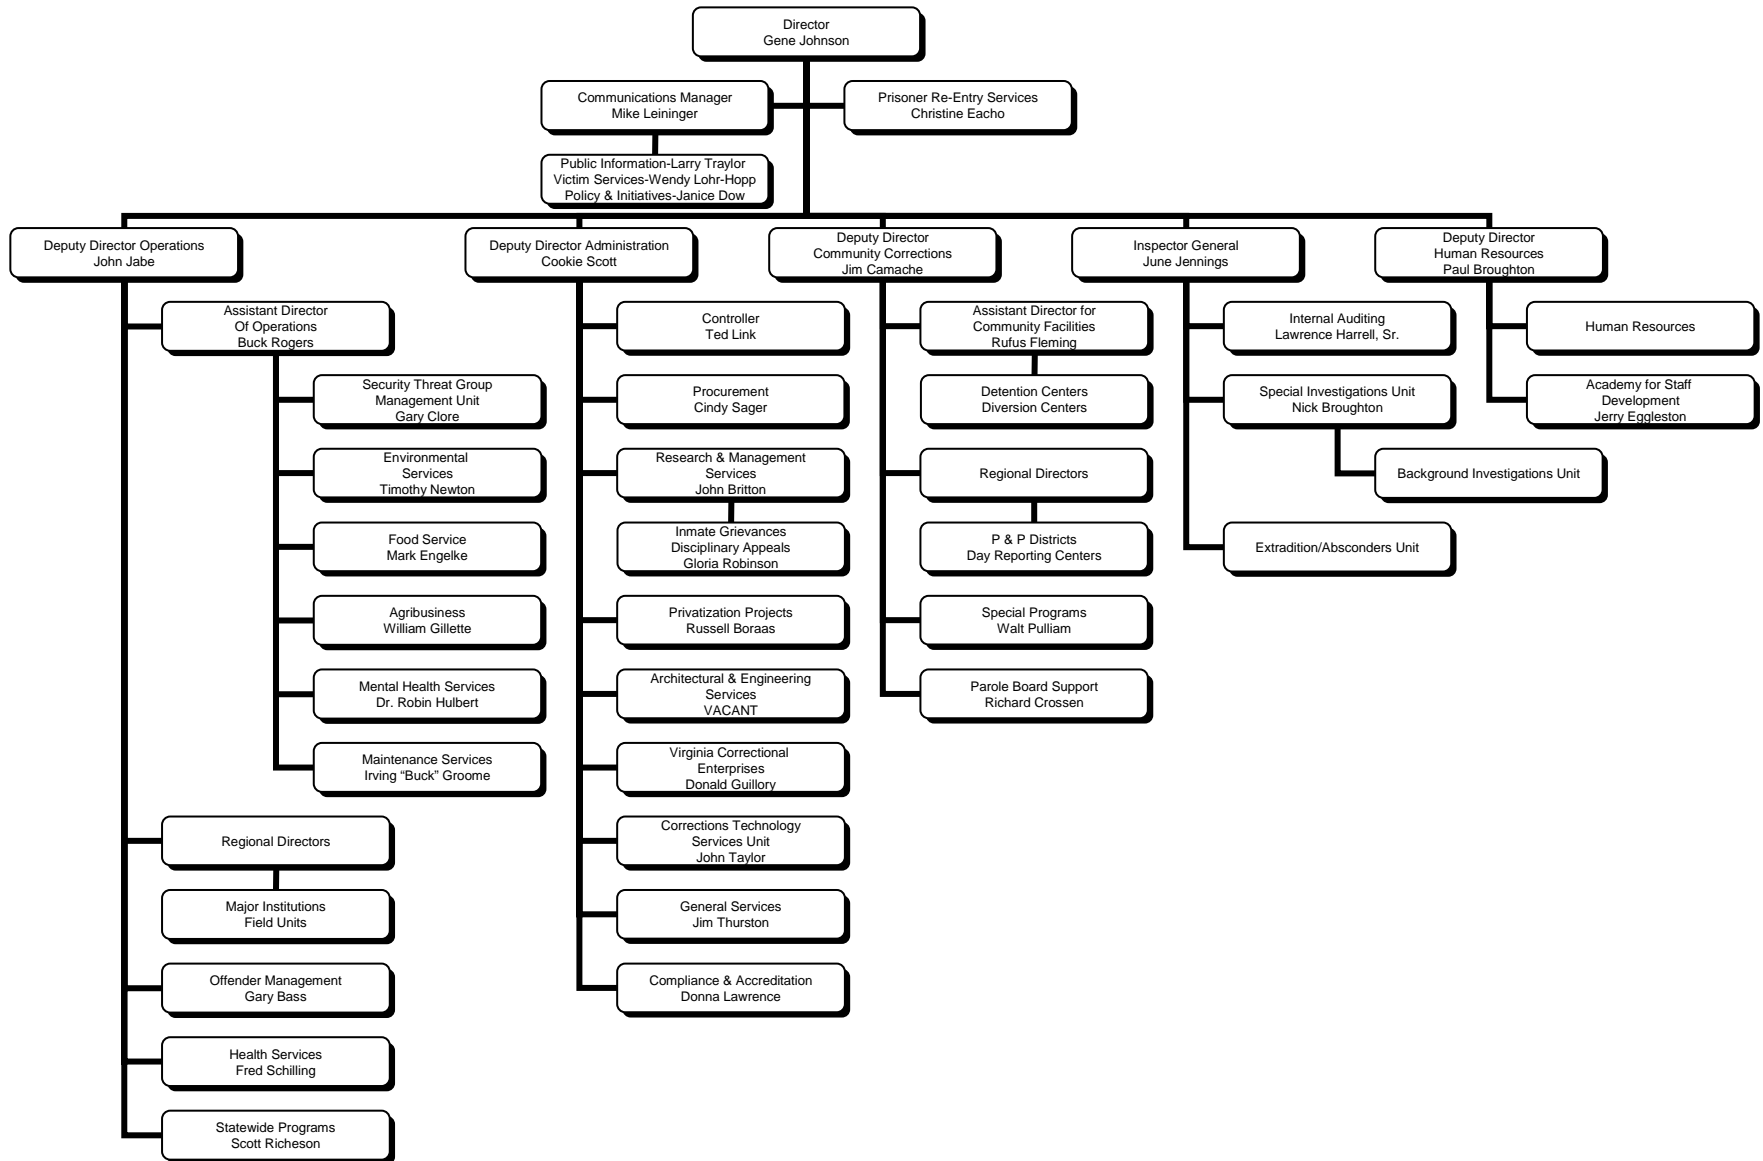 Director
Gene Johnson
Communications Manager
Mike Leininger
Prisoner Re-Entry Services
Christine Eacho
Public Information-Larry Traylor
Victim Services-Wendy Lohr-Hopp
Policy & Initiatives-Janice Dow
Deputy Director Operations
John Jabe
Assistant Director
Of Operations
Buck Rogers
Security Threat Group
Management Unit
Gary Clore
Environmental
Services
Timothy Newton
Food Service
Mark Engelke
Agribusiness
William Gillette
Mental Health Services
Dr. Robin Hulbert
Maintenance Services
Irving “Buck” Groome
Regional Directors
Major Institutions
Field Units
Offender Management
Gary Bass
Health Services
Fred Schilling
Statewide Programs
Scott Richeson
Deputy Director Administration
Cookie Scott
Controller
Ted Link
Procurement
Cindy Sager
Research & Management
Services
John Britton
Inmate Grievances
Disciplinary Appeals
Gloria Robinson
Privatization Projects
Russell Boraas
Architectural & Engineering
Services
VACANT
Virginia Correctional
Enterprises
Donald Guillory
Corrections Technology
Services Unit
John Taylor
General Services
Jim Thurston
Compliance & Accreditation
Donna Lawrence
Deputy Director
Community Corrections
Jim Camache
Assistant Director for
Community Facilities
Rufus Fleming
Detention Centers
Diversion Centers
Regional Directors
P & P Districts
Day Reporting Centers
Special Programs
Walt Pulliam
Parole Board Support
Richard Crossen
Inspector General
June Jennings
Internal Auditing
Lawrence Harrell, Sr.
Special Investigations Unit
Nick Broughton
Background Investigations Unit
Extradition/Absconders Unit
Deputy Director
Human Resources
Paul Broughton
Human Resources
Academy for Staff
Development
Jerry Eggleston